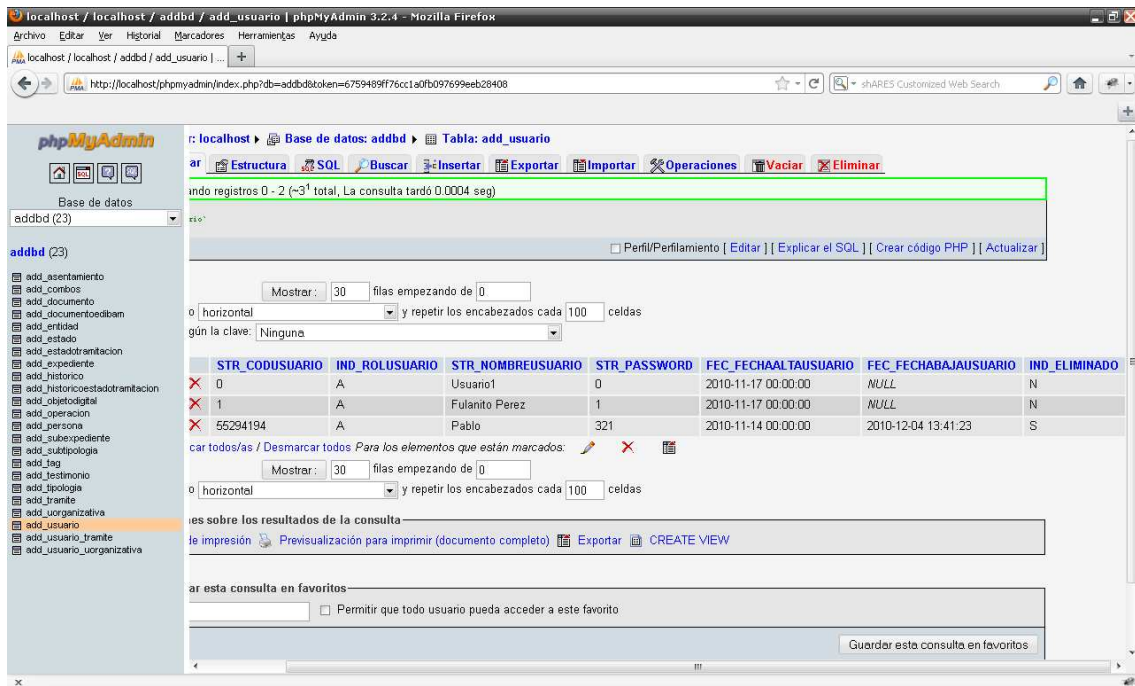 localhost / localhost / addbd / add_usuario | phpMyAdmin 3.2.4 - Mozilla Firefox
Archivo Editar Ver Historial Marcadores Herramientas Ayuda
localhost / localhost / addbd / add_usuario | ...
http://localhost/phpmyadmin/index.php?db=addbd&token=6759489ff76cc1a0fb097699eeb28408
shARES Customized Web Search
phpMyAdmin
Base de datos
addbd (23)
addbd (23)
add_asentamiento
add_combos
add_documento
add_documentoedibam
add_entidad
add_estado
add_estadotramitacion
add_expediente
add_historico
add_historicoestadotramitacion
add_objetodigital
add_operacion
add_persona
add_subexpediente
add_subtipologia
add_tag
add_testimonio
add_tipologia
add_tramite
add_uorganizativa
add_usuario
add_usuario_tramite
add_usuario_uorganizativa
r: localhost Base de datos: addbd Tabla: add_usuario
ar Estructura SQL Buscar Insertar Exportar Importar Operaciones Vaciar Eliminar
ando registros 0 - 2 (~3¹ total, La consulta tardó 0.0004 seg)
rio`
Perfil/Perfilamiento [ Editar ] [ Explicar el SQL ] [ Crear código PHP ] [ Actualizar ]
Mostrar : 30 filas empezando de 0
o horizontal y repetir los encabezados cada 100 celdas
gún la clave: Ninguna
STR_CODUSUARIO IND_ROLUSUARIO STR_NOMBREUSUARIO STR_PASSWORD FEC_FECHAALTAUSUARIO FEC_FECHABAJAUSUARIO IND_ELIMINADO
0 A Usuario1 0 2010-11-17 00:00:00 NULL N
1 A Fulanito Perez 1 2010-11-17 00:00:00 NULL N
55294194 A Pablo 321 2010-11-14 00:00:00 2010-12-04 13:41:23 S
car todos/as / Desmarcar todos Para los elementos que están marcados:
Mostrar : 30 filas empezando de 0
o horizontal y repetir los encabezados cada 100 celdas
nes sobre los resultados de la consulta
de impresión Previsualización para imprimir (documento completo) Exportar CREATE VIEW
ar esta consulta en favoritos
Permitir que todo usuario pueda acceder a este favorito
Guardar esta consulta en favoritos